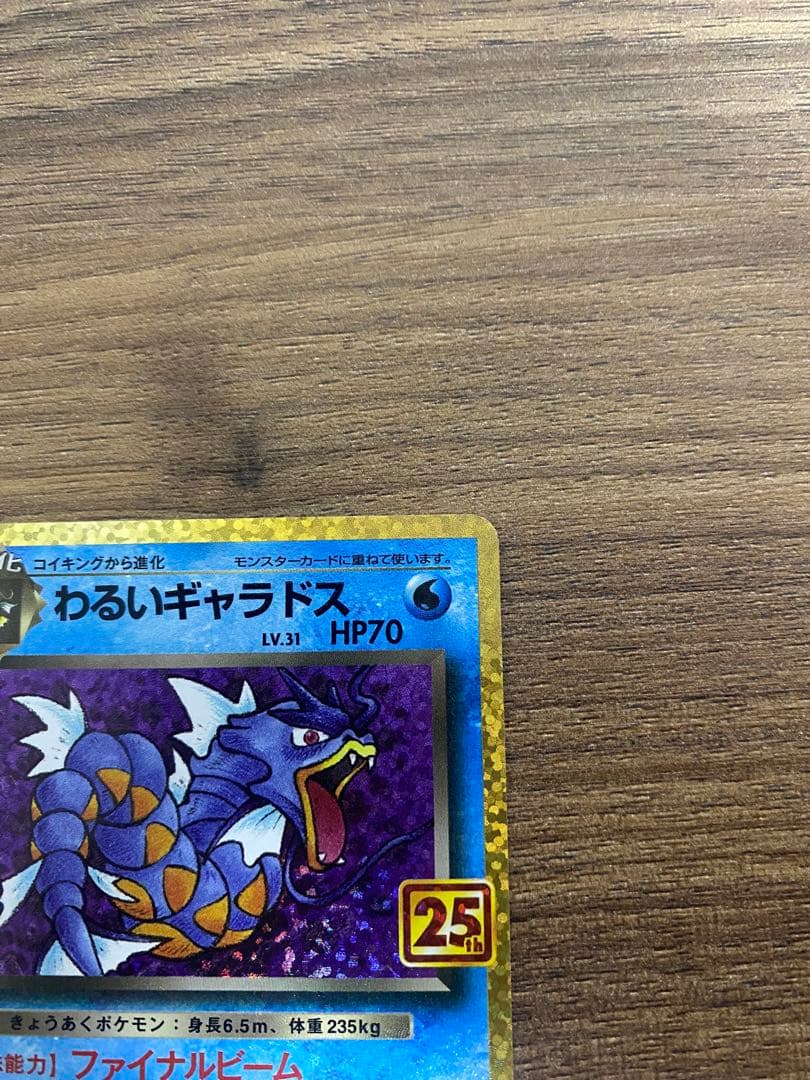 コイキングから進化 モンスターカードに重ねて使います。
わるいギャラドス
LV.31 HP70
25th
きょうあくポケモン：身長6.5m、体重235kg
能力】ファイナルビーム